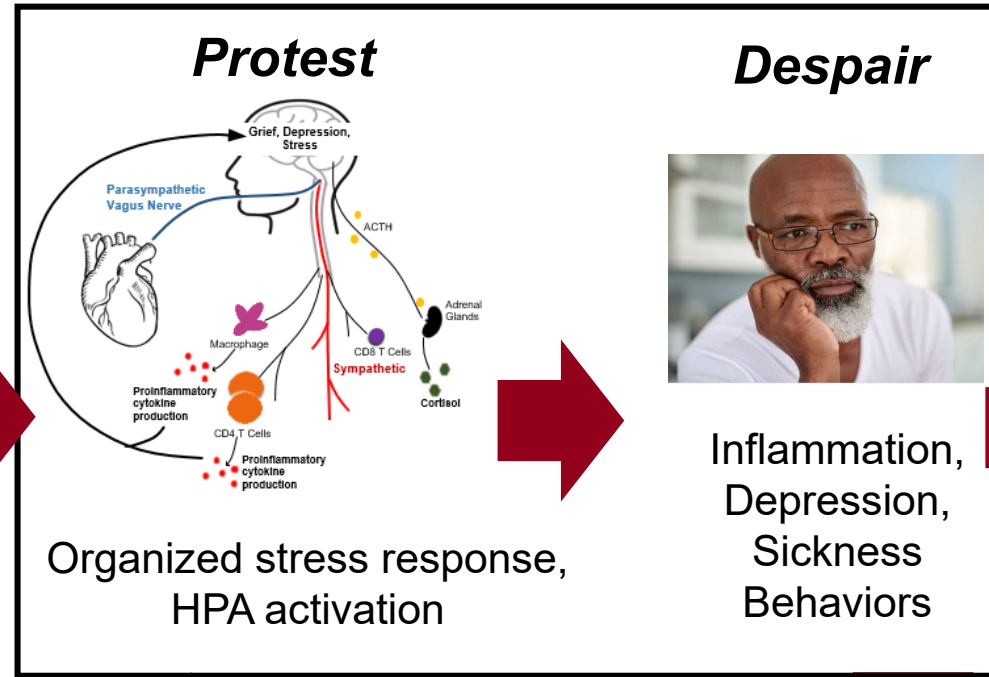 Protest
Grief, Depression,
Stress
Parasympathetic
Vagus Nerve
ACTH
Adrenal
Glands
Macrophage
CD8 T Cells
Sympathetic
Proinflammatory
cytokine
production
Cortisol
CD4 T Cells
Proinflammatory
cytokine
production
Organized stress response,
HPA activation
Despair
Inflammation,
Depression,
Sickness
Behaviors